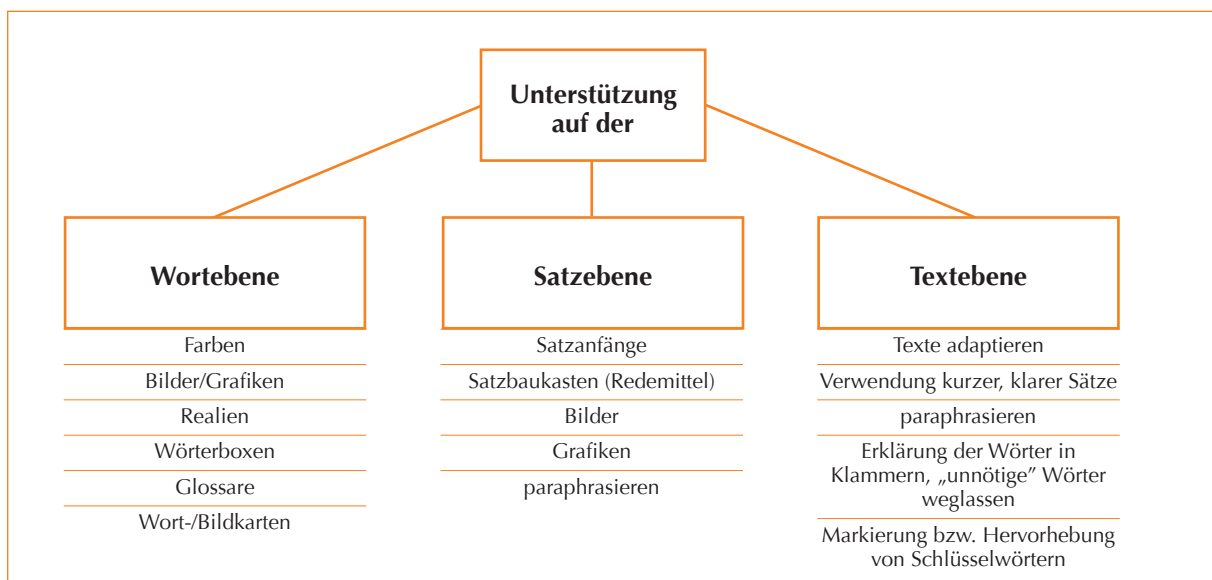 Unterstützung
auf der
Wortebene
Farben
Bilder/Grafiken
Realien
Wörterboxen
Glossare
Wort-/Bildkarten
Satzebene
Satzanfänge
Satzbaukasten (Redemittel)
Bilder
Grafiken
paraphrasieren
Textebene
Texte adaptieren
Verwendung kurzer, klarer Sätze
paraphrasieren
Erklärung der Wörter in
Klammern, „unnötige” Wörter
weglassen
Markierung bzw. Hervorhebung
von Schlüsselwörtern